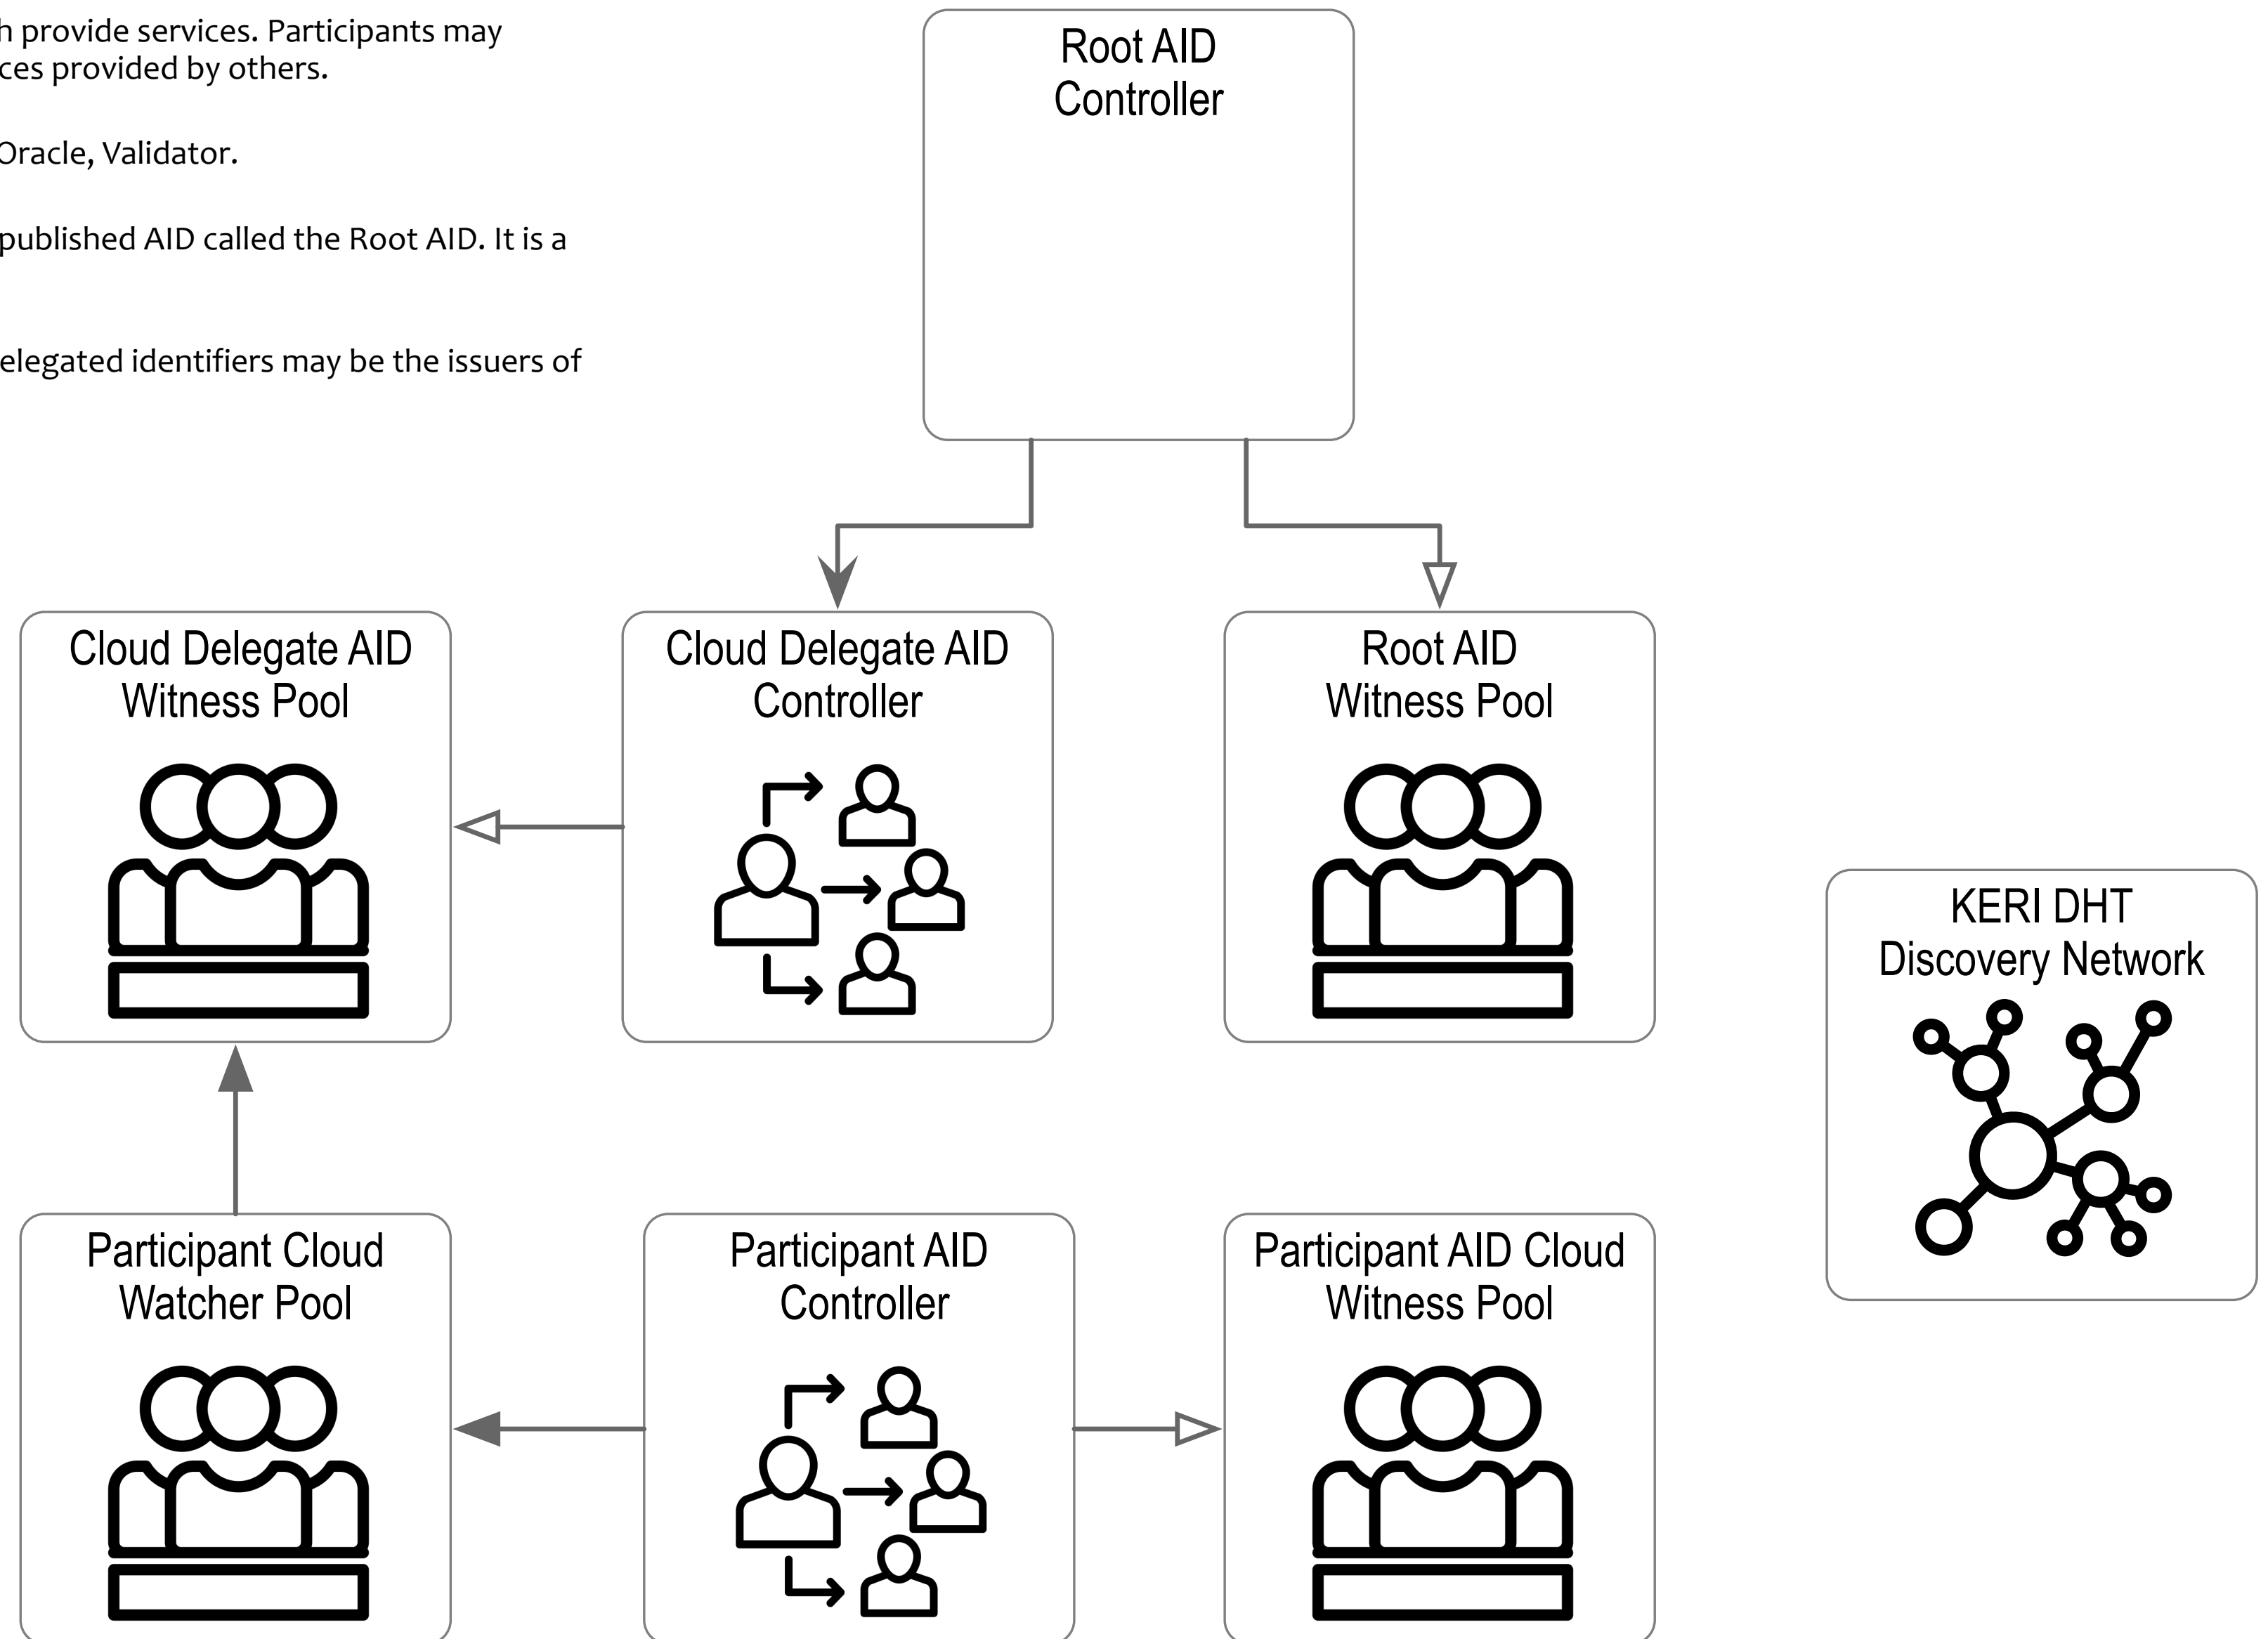 h provide services. Participants may
ces provided by others.
Oracle, Validator.
published AID called the Root AID. It is a
elegated identifiers may be the issuers of
Root AID
Controller
Cloud Delegate AID
Witness Pool
Cloud Delegate AID
Controller
Root AID
Witness Pool
KERI DHT
Discovery Network
Participant Cloud
Watcher Pool
Participant AID
Controller
Participant AID Cloud
Witness Pool